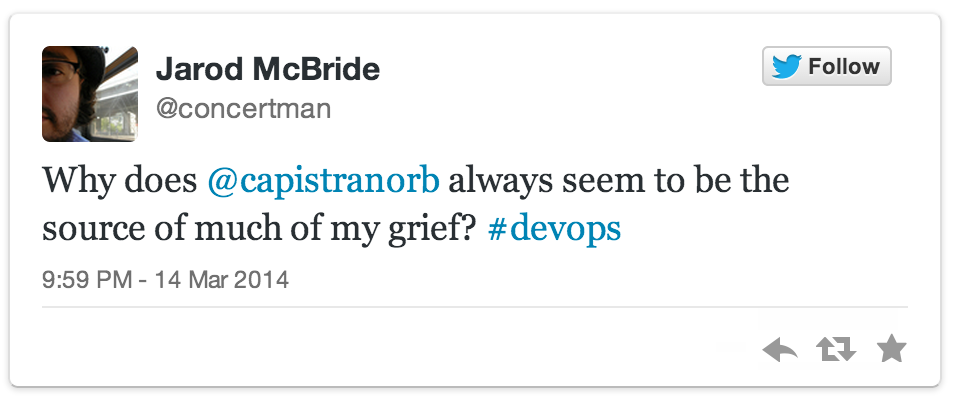 Jarod McBride
Follow
@concertman
Why does @capistranorb always seem to be the
source of much of my grief? #devops
9:59 PM - 14 Mar 2014